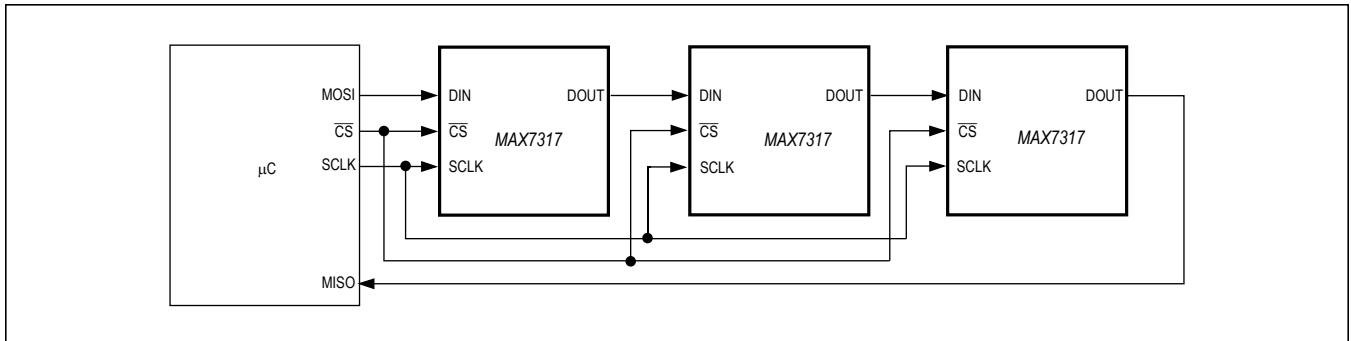 MOSI
CS
SCLK
μC
MISO
DIN
DOUT
CS
MAX7317
SCLK
DIN
DOUT
CS
MAX7317
SCLK
DIN
DOUT
CS
MAX7317
SCLK